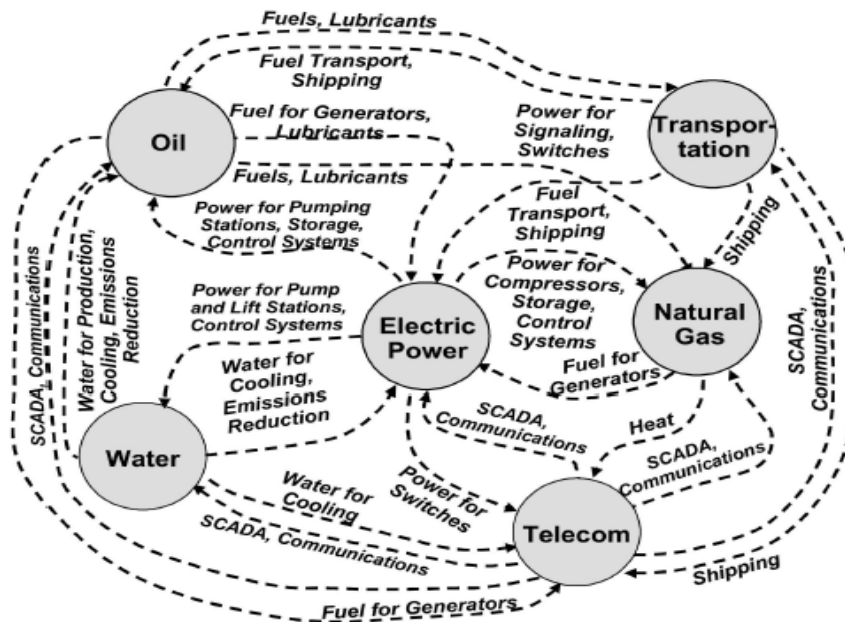 Fuels, Lubricants
Fuel Transport,
Shipping
Oil
Fuel for Generators,
Lubricants
Power for
Signaling,
Switches
Transpor-
tation
Fuels, Lubricants
Fuel
Transport,
Shipping
Shipping
Power for Pumping
Stations, Storage,
Control Systems
SCADA, Communications
Water for Production,
Cooling, Emissions
Reduction
Power for Pump
and Lift Stations,
Control Systems
Electric
Power
Power for
Compressors,
Storage,
Control
Systems
Natural
Gas
SCADA,
Communications
Water for
Cooling,
Emissions
Reduction
Fuel for
Generators
Water
SCADA,
Communications
Heat
SCADA,
Communications
Water for
Cooling
Power for
Switches
SCADA, Communications
Telecom
Shipping
Fuel for Generators